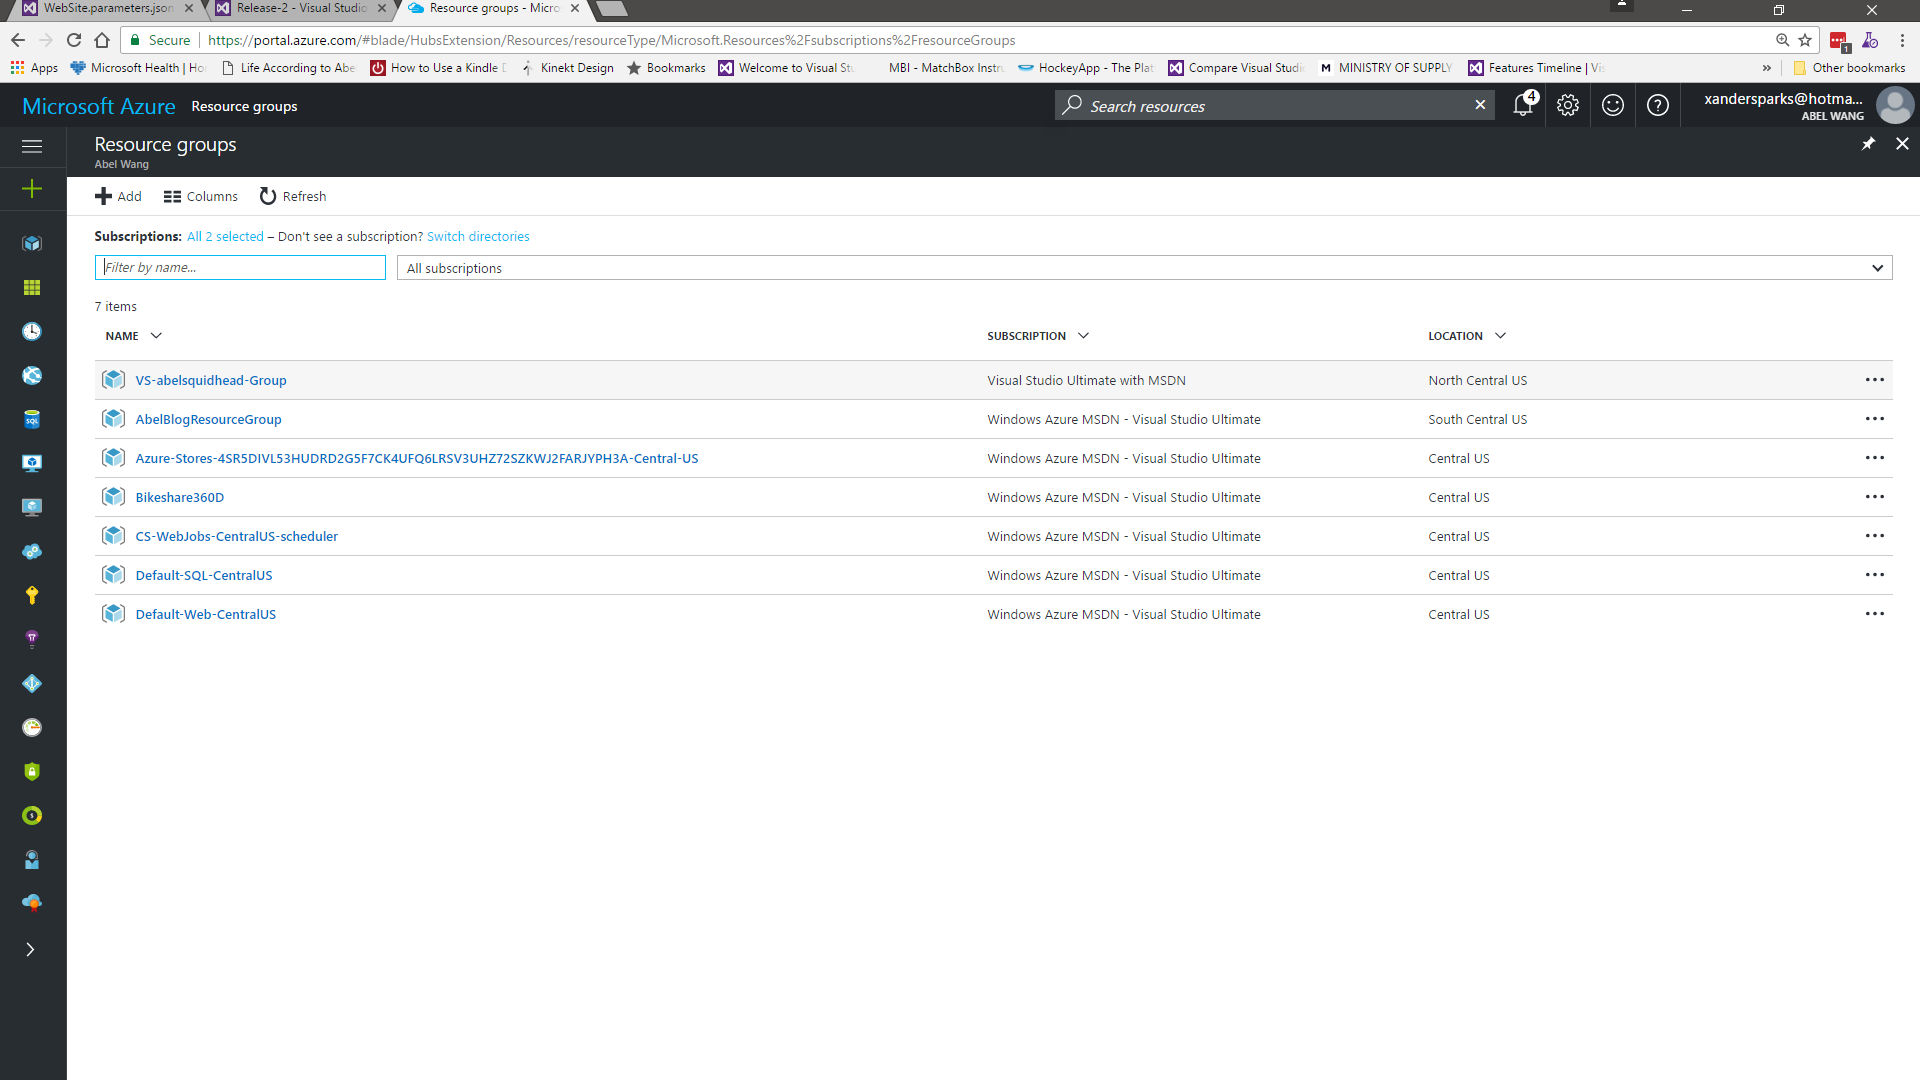 WebSite.parameters.json
Release-2 - Visual Studio
Resource groups - Micro
Secure
https://portal.azure.com/#blade/HubsExtension/Resources/resourceType/Microsoft.Resources%2Fsubscriptions%2FresourceGroups
1
Apps
Microsoft Health | Ho
Life According to Abe
How to Use a Kindle D
Kinekt Design
Bookmarks
Welcome to Visual Stu
MBI - MatchBox Instru
HockeyApp - The Plat
Compare Visual Studio
M MINISTRY OF SUPPLY
Features Timeline | Vis
»
Other bookmarks
Microsoft Azure
Resource groups
Search resources
4
xandersparks@hotma...
ABEL WANG
Resource groups
Abel Wang
Add
Columns
Refresh
Subscriptions: All 2 selected – Don't see a subscription? Switch directories
Filter by name...
All subscriptions
7 items
NAME SUBSCRIPTION LOCATION
VS-abelsquidhead-Group Visual Studio Ultimate with MSDN North Central US
AbelBlogResourceGroup Windows Azure MSDN - Visual Studio Ultimate South Central US
Azure-Stores-4SR5DIVL53HUDRD2G5F7CK4UFQ6LRSV3UHZ72SZKWJ2FARJYPH3A-Central-US Windows Azure MSDN - Visual Studio Ultimate Central US
Bikeshare360D Windows Azure MSDN - Visual Studio Ultimate Central US
CS-WebJobs-CentralUS-scheduler Windows Azure MSDN - Visual Studio Ultimate Central US
Default-SQL-CentralUS Windows Azure MSDN - Visual Studio Ultimate Central US
Default-Web-CentralUS Windows Azure MSDN - Visual Studio Ultimate Central US
SQL